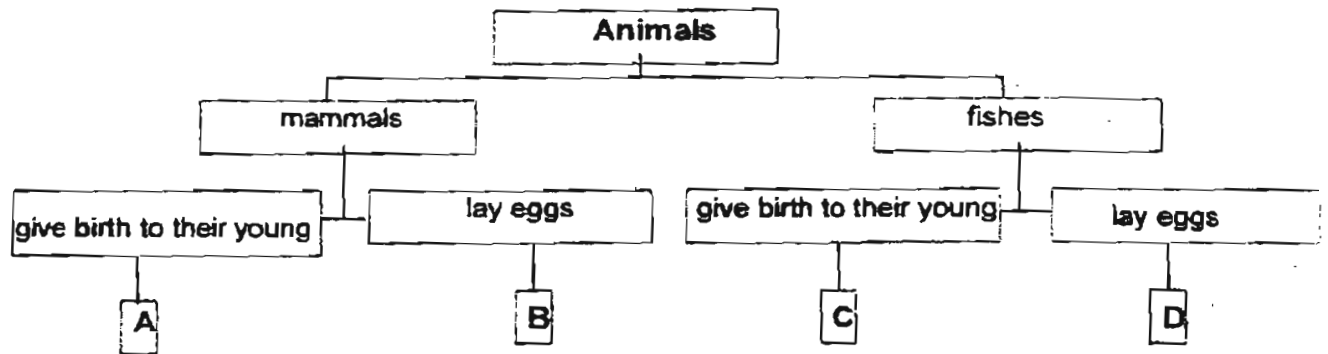 Animals
mammals
fishes
give birth to their young
lay eggs
give birth to their young
lay eggs
A
B
C
D